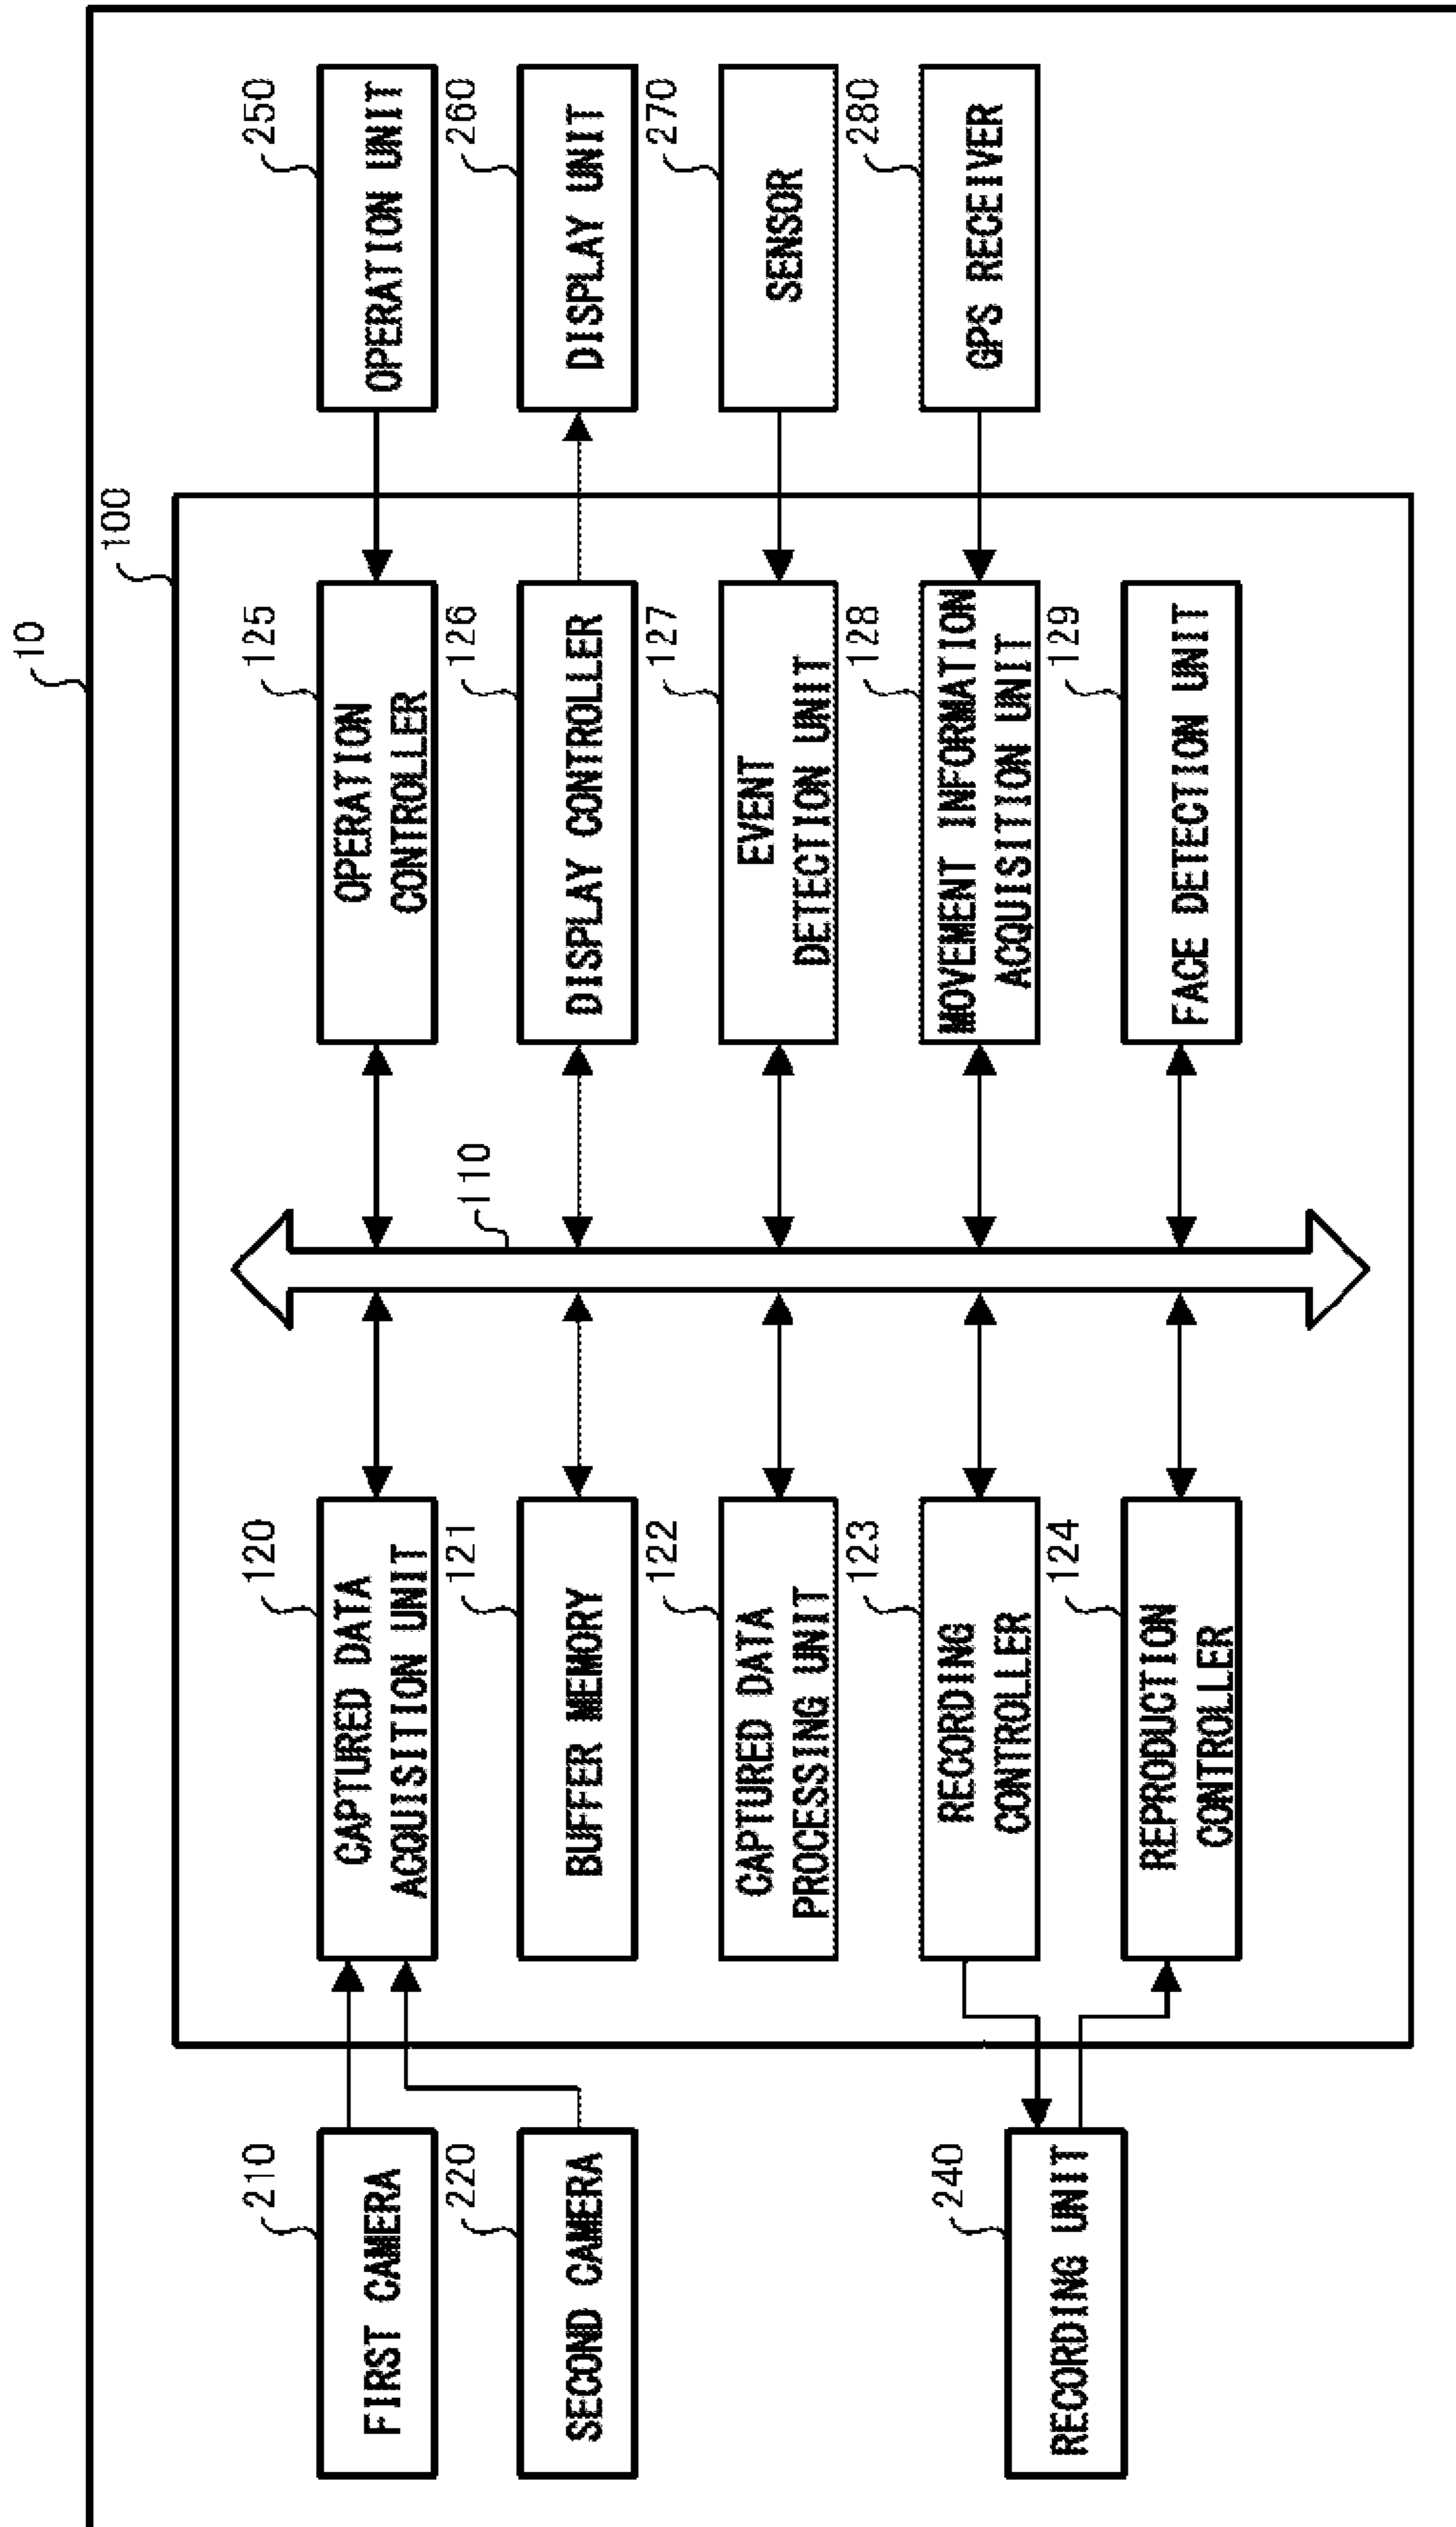 10
100
210
FIRST CAMERA
220
SECOND CAMERA
240
RECORDING UNIT
120
CAPTURED DATA
ACQUISITION UNIT
121
BUFFER MEMORY
122
CAPTURED DATA
PROCESSING UNIT
123
RECORDING
CONTROLLER
124
REPRODUCTION
CONTROLLER
110
125
OPERATION
CONTROLLER
126
DISPLAY CONTROLLER
127
EVENT
DETECTION UNIT
128
MOVEMENT INFORMATION
ACQUISITION UNIT
129
FACE DETECTION UNIT
250
OPERATION UNIT
260
DISPLAY UNIT
270
SENSOR
280
GPS RECEIVER